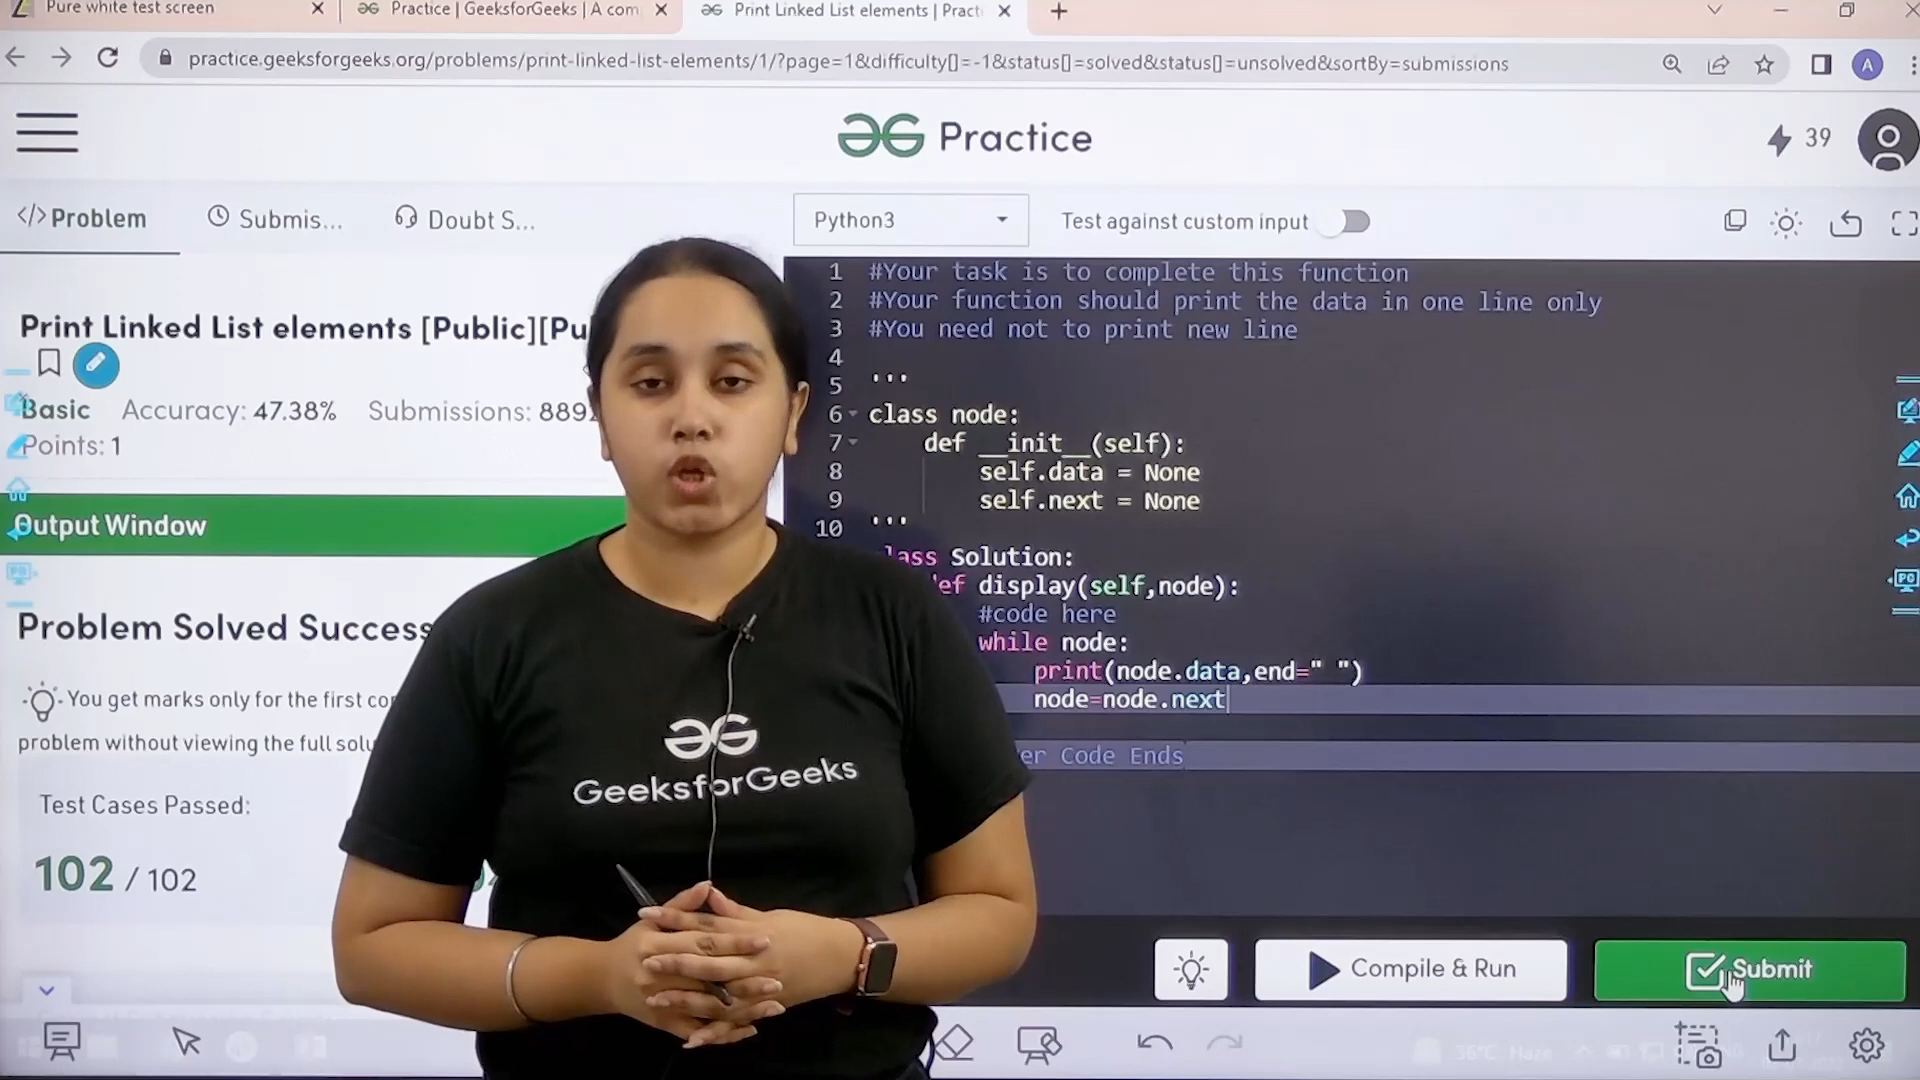 Pure white test screen
Practice | GeeksforGeeks | A com
Print Linked List elements | Pract
practice.geeksforgeeks.org/problems/print-linked-list-elements/1/?page=1&difficulty[]=-1&status[]=solved&status[]=unsolved&sortBy=submissions
A
Practice
39
</> Problem
Submis...
Doubt S...
Python3
Test against custom input
Print Linked List elements [Public][Pu
Basic Accuracy: 47.38% Submissions: 889
Points: 1
Output Window
Problem Solved Success
You get marks only for the first co
problem without viewing the full solu
Test Cases Passed:
102 / 102
1 #Your task is to complete this function
2 #Your function should print the data in one line only
3 #You need not to print new line
4
5 '''
6 class node:
7 def __init__(self):
8 self.data = None
9 self.next = None
10 '''
lass Solution:
def display(self,node):
#code here
while node:
print(node.data,end=" ")
node=node.next
er Code Ends
GeeksforGeeks
Compile & Run
Submit
36°C Haze